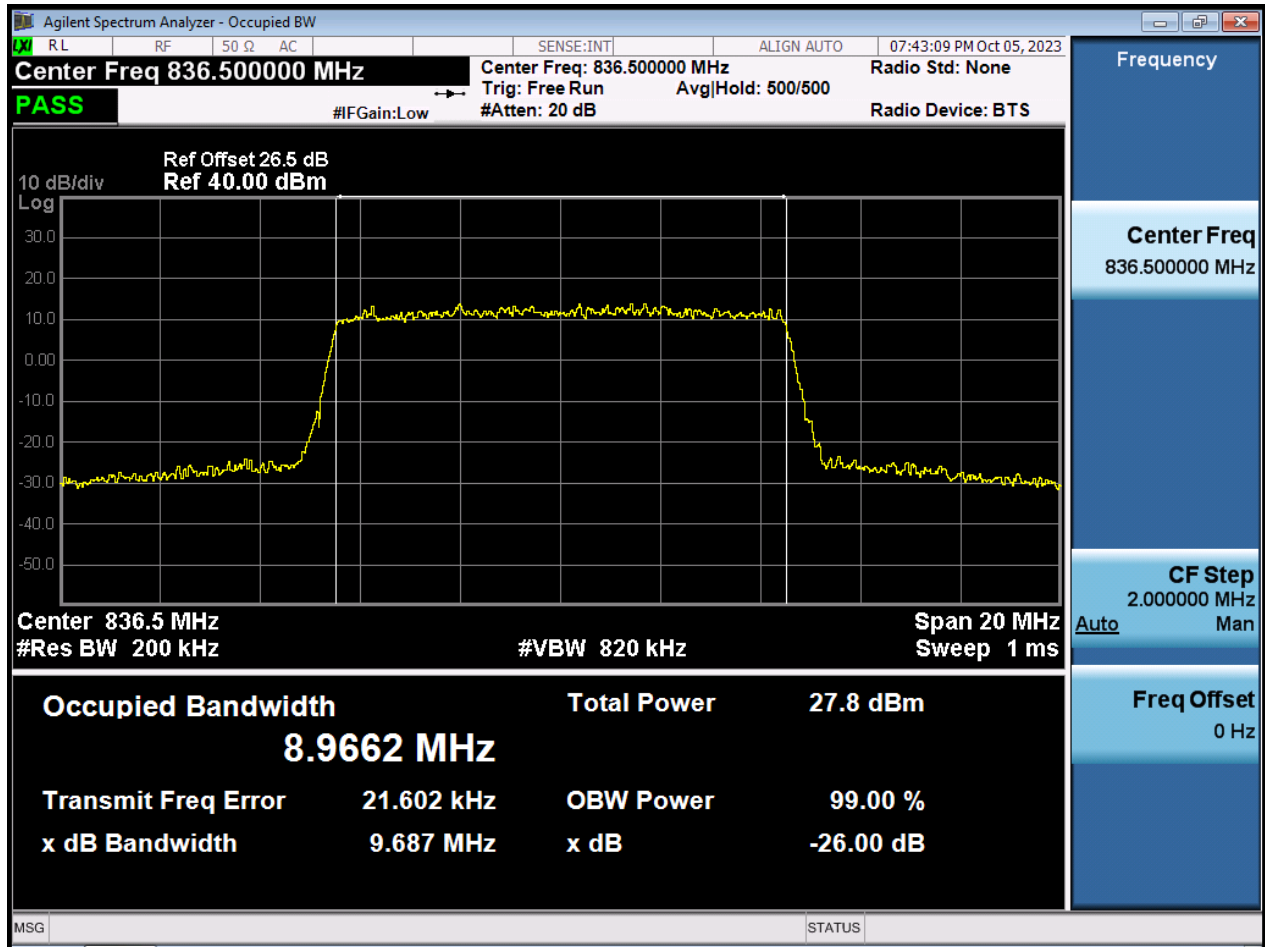 Agilent Spectrum Analyzer - Occupied BW
LXI RL RF 50 Ω AC SENSE:INT ALIGN AUTO 07:43:09 PM Oct 05, 2023
Center Freq 836.500000 MHz
Center Freq: 836.500000 MHz
Radio Std: None
Trig: Free Run Avg|Hold: 500/500
PASS
#IFGain:Low
#Atten: 20 dB
Radio Device: BTS
Ref Offset 26.5 dB
10 dB/div Ref 40.00 dBm
Log
30.0
20.0
10.0
0.00
-10.0
-20.0
-30.0
-40.0
-50.0
Center 836.5 MHz Span 20 MHz
#Res BW 200 kHz #VBW 820 kHz Sweep 1 ms
Occupied Bandwidth Total Power 27.8 dBm
8.9662 MHz
Transmit Freq Error 21.602 kHz OBW Power 99.00 %
x dB Bandwidth 9.687 MHz x dB -26.00 dB
MSG STATUS
Frequency
Center Freq
836.500000 MHz
CF Step
2.000000 MHz
Auto Man
Freq Offset
0 Hz